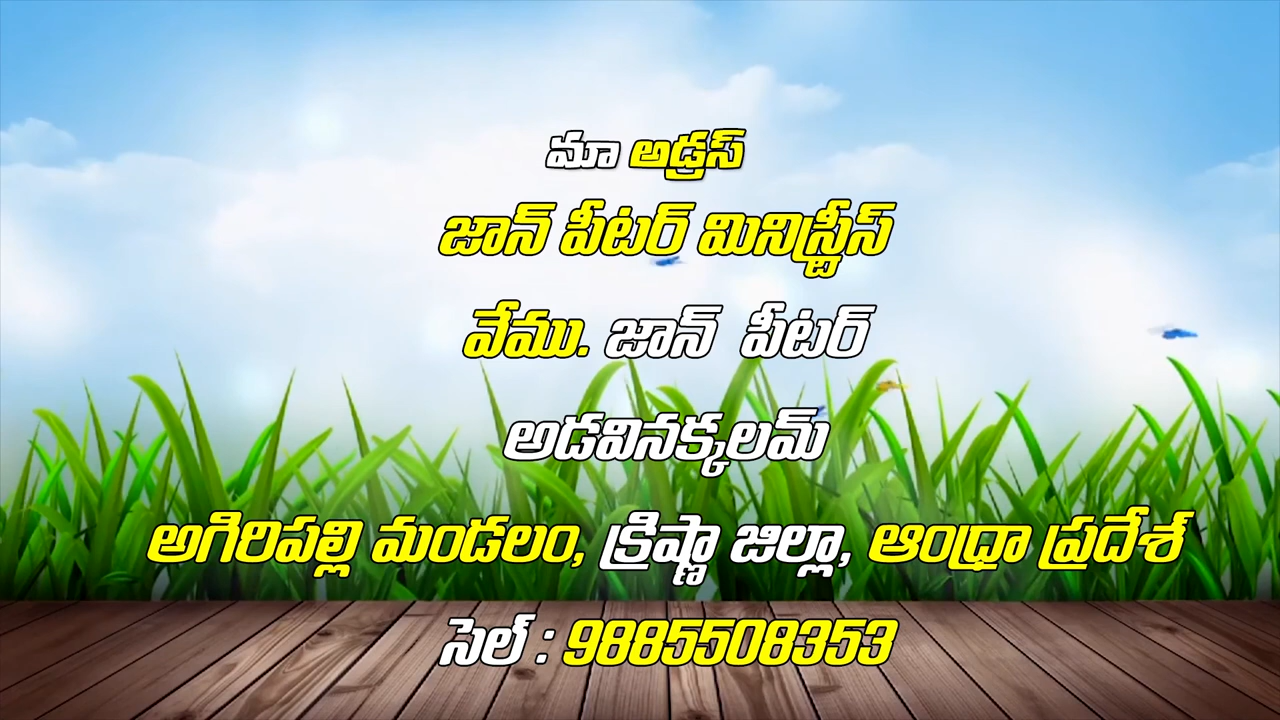 మా అడ్రస్
జాన్ పీటర్ మినిస్ట్రీస్
వేము. జాన్ పీటర్
అడవినక్కలమ్
అగిరిపల్లి మండలం, క్రిష్ణా జిల్లా, ఆంధ్రా ప్రదేశ్
సెల్ : 9885508353